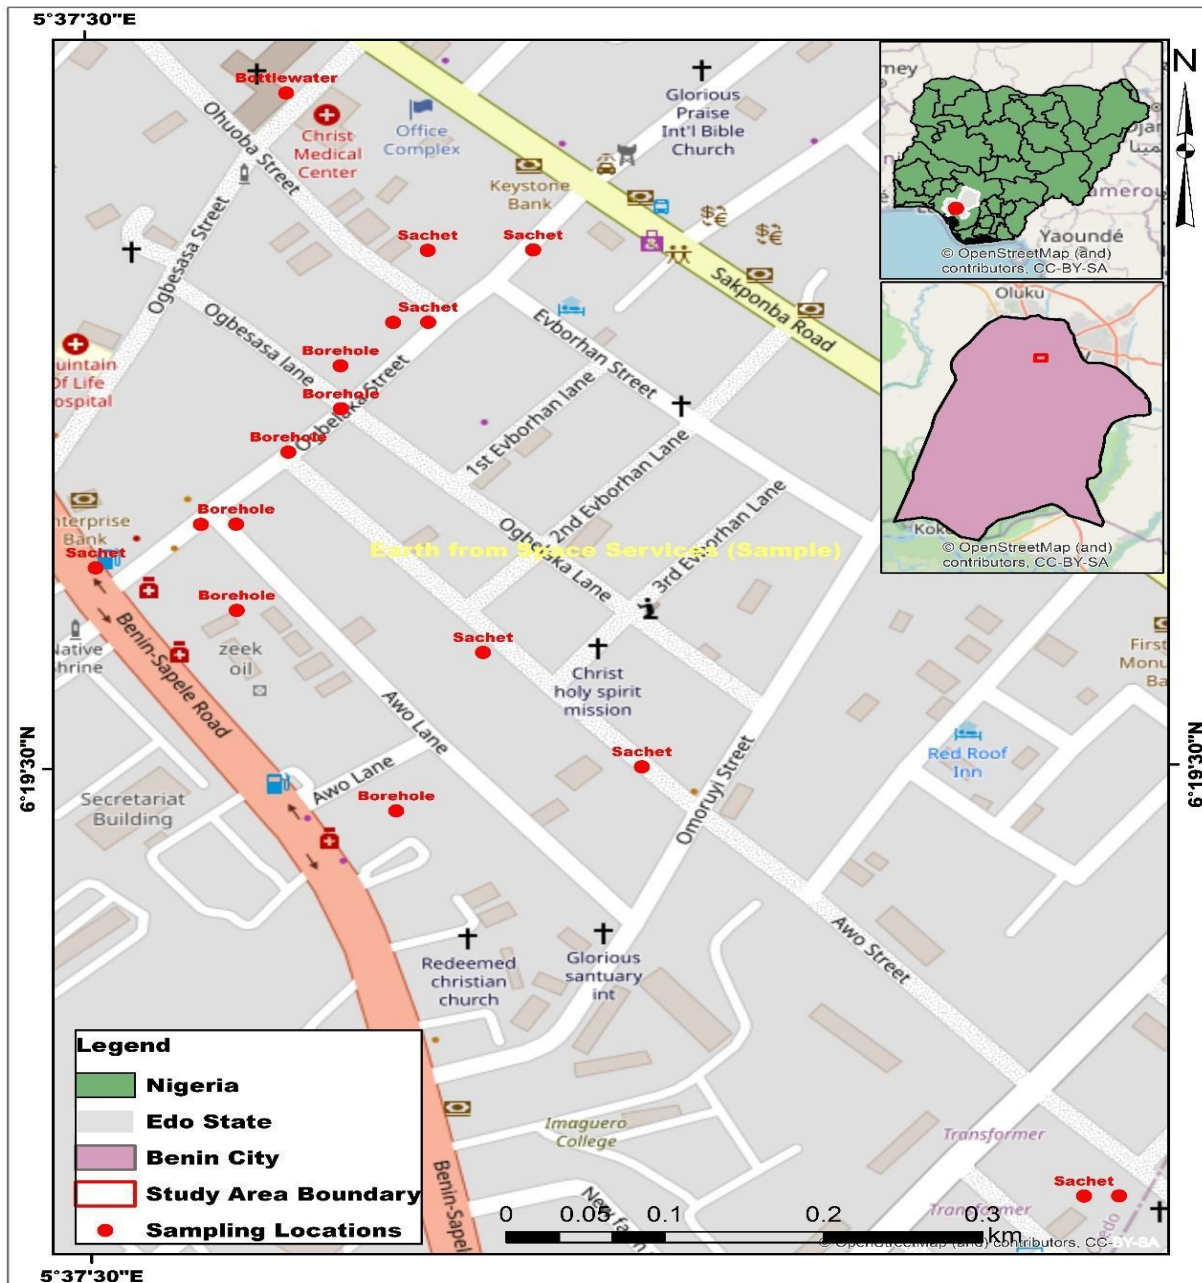 5°37'30"E
N
Bottlewater
Ohuoba Street
Christ
Medical
Center
Office
Complex
Glorious
Praise
Int'l Bible
Church
Keystone
Bank
Ogbesasa Street
Sachet
Sachet
Sakponba Road
Sachet
Ogbesasa lane
Evborhan Street
Borehole
Of Life
Borehole
Ogbelaka Street
Borehole
1st Evborhan lane
2nd Evborhan Lane
3rd Evborhan Lane
Borehole
Bank
Sachet
Earth from Space Services (Sample)
Ogbelaka Lane
Borehole
Benin-Sapele Road
zeek
oil
Sachet
Christ
holy spirit
mission
Awo Lane
Sachet
Omoruyi Street
Red Roof
Inn
First
6°19'30"N
6°19'30"N
Awo Lane
Borehole
Secretariat
Building
Awo Street
Redeemed
christian
church
Glorious
santuary
int
Imaguero
College
Transformer
Sachet
Transformer
Benin-Sapel
Yaoundé
© OpenStreetMap (and)
contributors, CC-BY-SA
Oluku
Kok
© OpenStreetMap (and)
contributors, CC-BY-SA
Legend
Nigeria
Edo State
Benin City
Study Area Boundary
Sampling Locations
0 0.05 0.1 0.2 0.3
km
© OpenStreetMap (and) contributors, CC-BY-SA
5°37'30"E